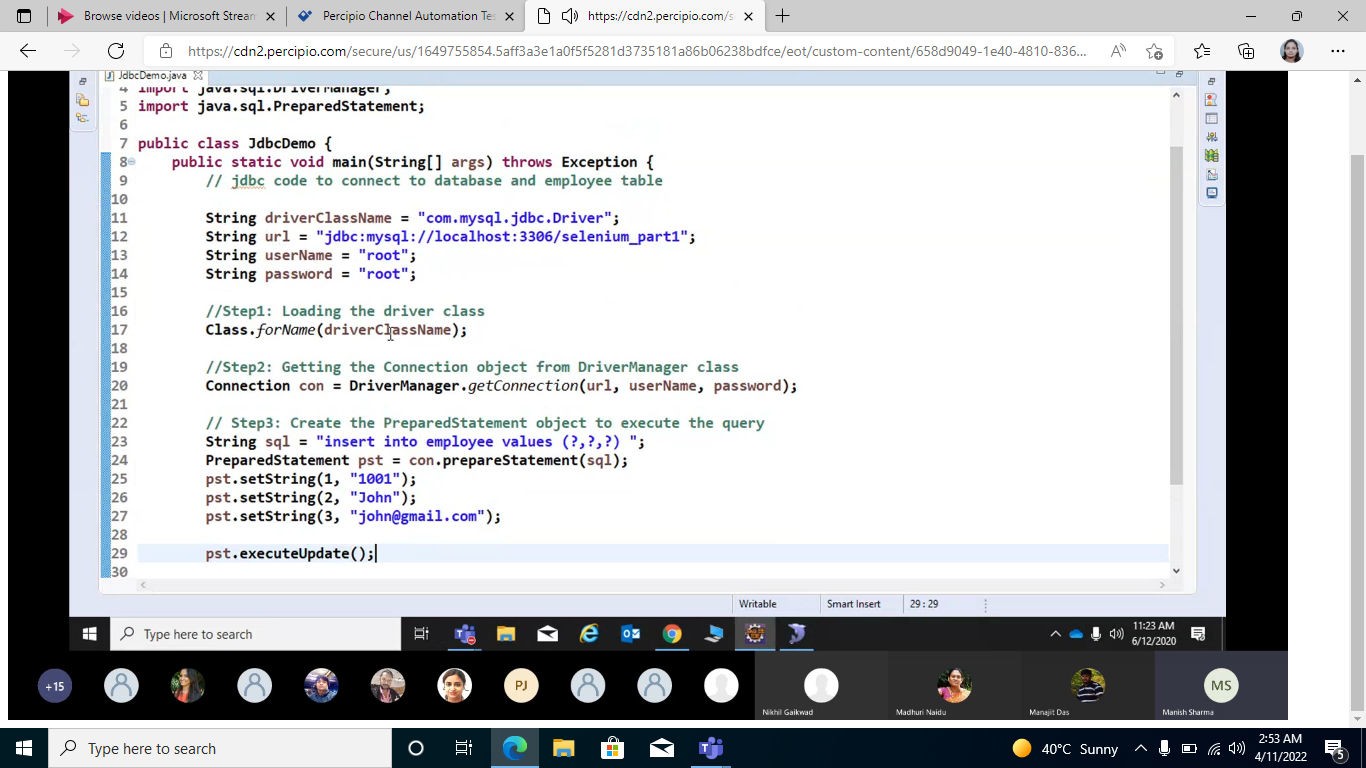 Browse videos | Microsoft Stream
Percipio Channel Automation Tes
https://cdn2.percipio.com/s
https://cdn2.percipio.com/secure/us/1649755854.5aff3a3e1a0f5f5281d3735181a86b06238bdfce/eot/custom-content/658d9049-1e40-4810-836...
JdbcDemo.java
4 import java.sql.DriverManager;
5 import java.sql.PreparedStatement;
6
7 public class JdbcDemo {
8 public static void main(String[] args) throws Exception {
9 // jdbc code to connect to database and employee table
10
11 String driverClassName = "com.mysql.jdbc.Driver";
12 String url = "jdbc:mysql://localhost:3306/selenium_part1";
13 String userName = "root";
14 String password = "root";
15
16 //Step1: Loading the driver class
17 Class.forName(driverClassName);
18
19 //Step2: Getting the Connection object from DriverManager class
20 Connection con = DriverManager.getConnection(url, userName, password);
21
22 // Step3: Create the PreparedStatement object to execute the query
23 String sql = "insert into employee values (?,?,?) ";
24 PreparedStatement pst = con.prepareStatement(sql);
25 pst.setString(1, "1001");
26 pst.setString(2, "John");
27 pst.setString(3, "john@gmail.com");
28
29 pst.executeUpdate();
30
Writable Smart Insert 29 : 29
Type here to search
11:23 AM
6/12/2020
+15
PJ
MS
Nikhil Gaikwad
Madhuri Naidu
Manajit Das
Manish Sharma
Type here to search
40°C Sunny
2:53 AM
4/11/2022
5